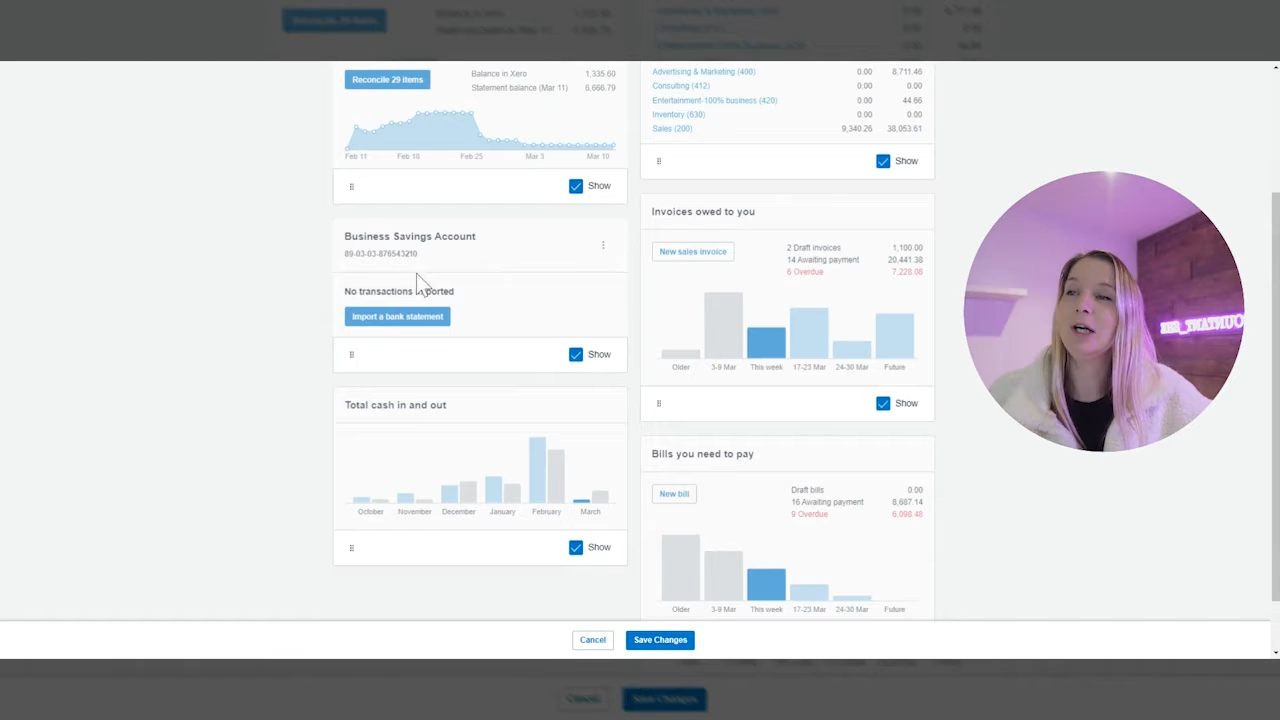 Reconcile 29 items
Balance in Xero 1,335.60
Statement balance (Mar 11) 6,666.79
Feb 11 Feb 18 Feb 25 Mar 3 Mar 10
Show
Business Savings Account
89-03-03-876543210
No transactions
Import a bank statement
Show
Total cash in and out
October November December January February March
Show
Advertising & Marketing (400) 0.00 8,711.46
Consulting (412) 0.00 0.00
Entertainment-100% business (420) 0.00 44.66
Inventory (630) 0.00 0.00
Sales (200) 9,340.26 38,053.61
Show
Invoices owed to you
New sales invoice
2 Draft invoices 1,100.00
14 Awaiting payment 20,441.38
6 Overdue 7,228.08
Older 3-9 Mar This week 17-23 Mar 24-30 Mar Future
Show
Bills you need to pay
New bill
Draft bills 0.00
16 Awaiting payment 8,687.14
9 Overdue 6,098.48
Older 3-9 Mar This week 17-23 Mar 24-30 Mar Future
Cancel Save Changes